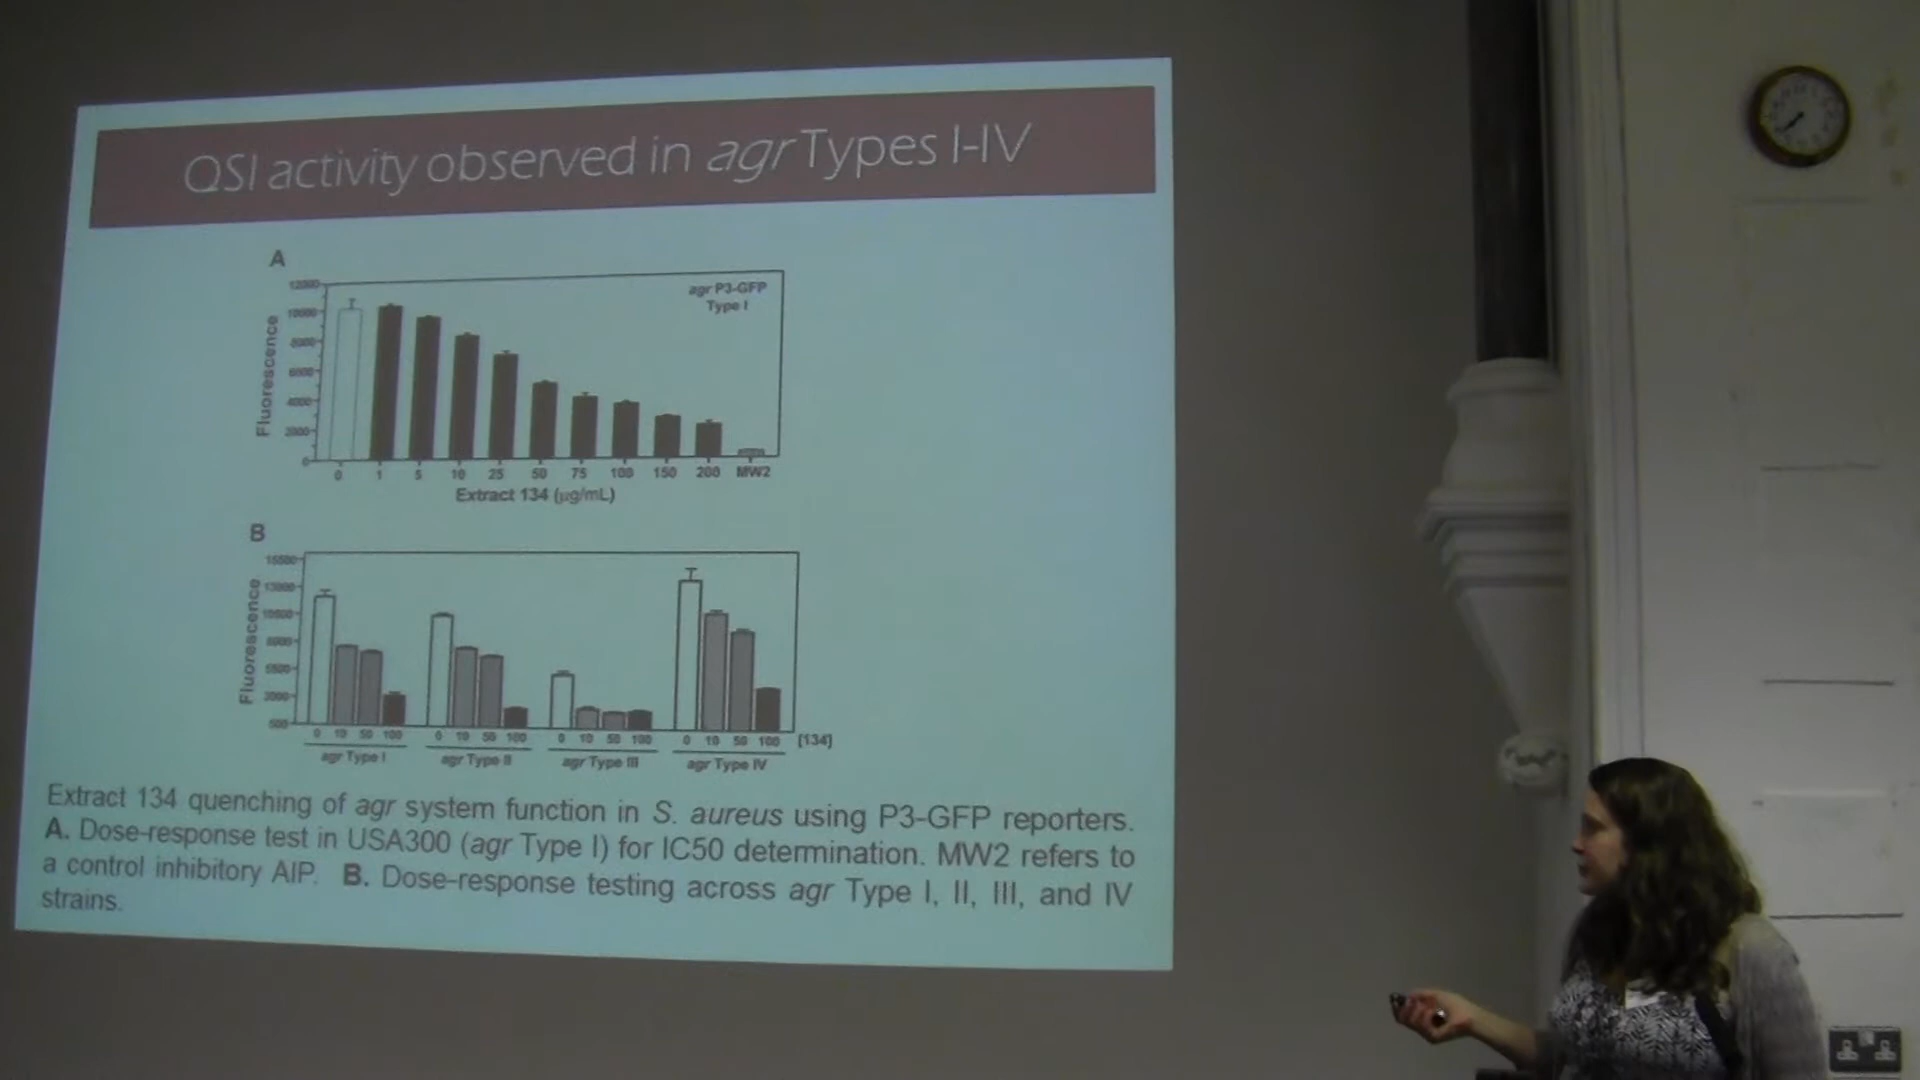 QSI activity observed in agr Types I-IV
A
agr P3-GFP
Type I
Fluorescence
12000
10000
8000
6000
4000
2000
0
0 1 5 10 25 50 75 100 150 200 MW2
Extract 134 (µg/mL)
B
Fluorescence
15500
13000
10500
8000
5500
3000
500
0 10 50 100 0 10 50 100 0 10 50 100 0 10 50 100 [134]
agr Type I agr Type II agr Type III agr Type IV
Extract 134 quenching of agr system function in S. aureus using P3-GFP reporters.
A. Dose-response test in USA300 (agr Type I) for IC50 determination. MW2 refers to
a control inhibitory AIP. B. Dose-response testing across agr Type I, II, III, and IV
strains.